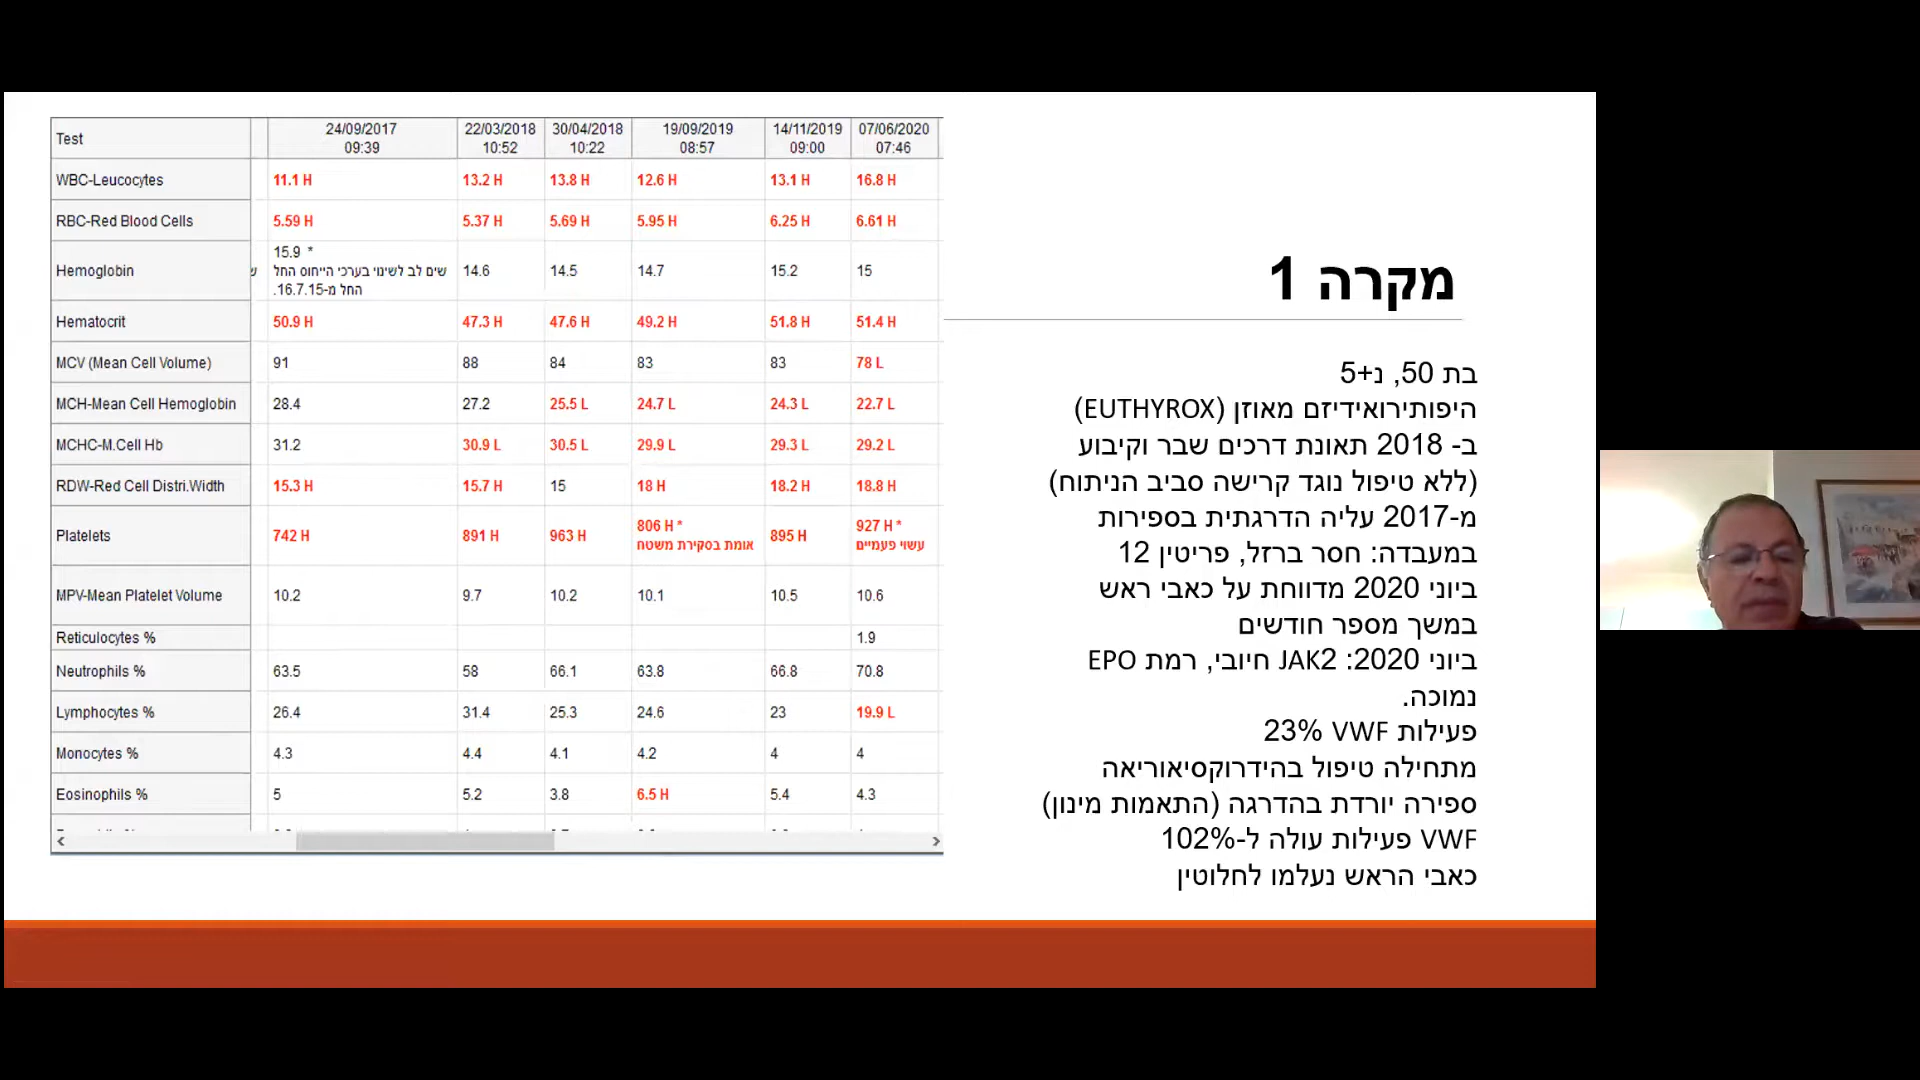 Test 24/09/2017 09:39 22/03/2018 10:52 30/04/2018 10:22 19/09/2019 08:57 14/11/2019 09:00 07/06/2020 07:46
WBC-Leucocytes 11.1 H 13.2 H 13.8 H 12.6 H 13.1 H 16.8 H
RBC-Red Blood Cells 5.59 H 5.37 H 5.69 H 5.95 H 6.25 H 6.61 H
Hemoglobin 15.9 * 14.6 14.5 14.7 15.2 15
שים לב לשינוי בערכי הייחוס החל
החל מ-16.7.15.
Hematocrit 50.9 H 47.3 H 47.6 H 49.2 H 51.8 H 51.4 H
MCV (Mean Cell Volume) 91 88 84 83 83 78 L
MCH-Mean Cell Hemoglobin 28.4 27.2 25.5 L 24.7 L 24.3 L 22.7 L
MCHC-M.Cell Hb 31.2 30.9 L 30.5 L 29.9 L 29.3 L 29.2 L
RDW-Red Cell Distri.Width 15.3 H 15.7 H 15 18 H 18.2 H 18.8 H
Platelets 742 H 891 H 963 H 806 H * 895 H 927 H *
אומת בסקירת משטח עשוי פעמיים
MPV-Mean Platelet Volume 10.2 9.7 10.2 10.1 10.5 10.6
Reticulocytes % 1.9
Neutrophils % 63.5 58 66.1 63.8 66.8 70.8
Lymphocytes % 26.4 31.4 25.3 24.6 23 19.9 L
Monocytes % 4.3 4.4 4.1 4.2 4 4
Eosinophils % 5 5.2 3.8 6.5 H 5.4 4.3
מקרה 1
בת 50, נ+5
היפותירואידיזם מאוזן (EUTHYROX)
ב- 2018 תאונת דרכים שבר וקיבוע
(ללא טיפול נוגד קרישה סביב הניתוח)
מ-2017 עליה הדרגתית בספירות
במעבדה: חסר ברזל, פריטין 12
ביוני 2020 מדווחת על כאבי ראש
במשך מספר חודשים
ביוני 2020: JAK2 חיובי, רמת EPO
נמוכה.
פעילות VWF 23%
מתחילה טיפול בהידרוקסיאוריאה
ספירה יורדת בהדרגה (התאמות מינון)
VWF פעילות עולה ל-102%
כאבי הראש נעלמו לחלוטין